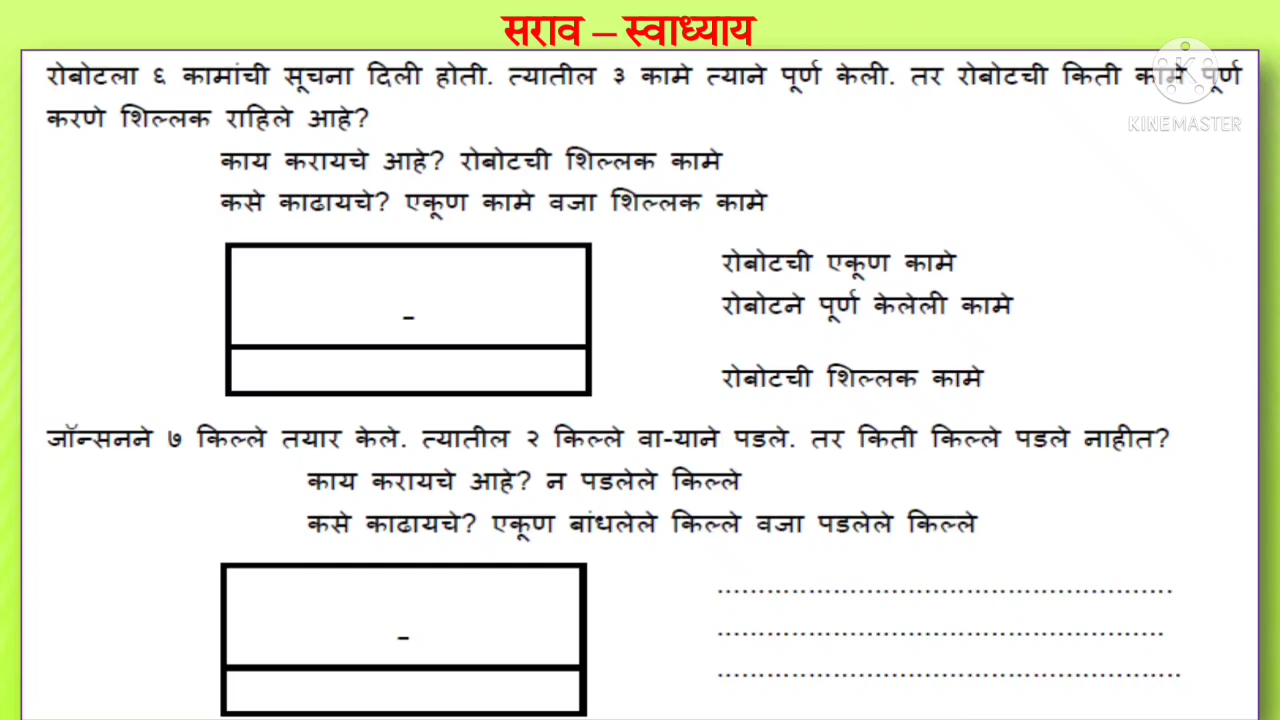 सराव – स्वाध्याय
रोबोटला ६ कामांची सूचना दिली होती. त्यातील ३ कामे त्याने पूर्ण केली. तर रोबोटची किती कामे पूर्ण
करणे शिल्लक राहिले आहे?
KINEMASTER
काय करायचे आहे? रोबोटची शिल्लक कामे
कसे काढायचे? एकूण कामे वजा शिल्लक कामे
रोबोटची एकूण कामे
-
रोबोटने पूर्ण केलेली कामे
रोबोटची शिल्लक कामे
जॉन्सनने ७ किल्ले तयार केले. त्यातील २ किल्ले वा-याने पडले. तर किती किल्ले पडले नाहीत?
काय करायचे आहे? न पडलेले किल्ले
कसे काढायचे? एकूण बांधलेले किल्ले वजा पडलेले किल्ले
-
.......................................................
......................................................
........................................................